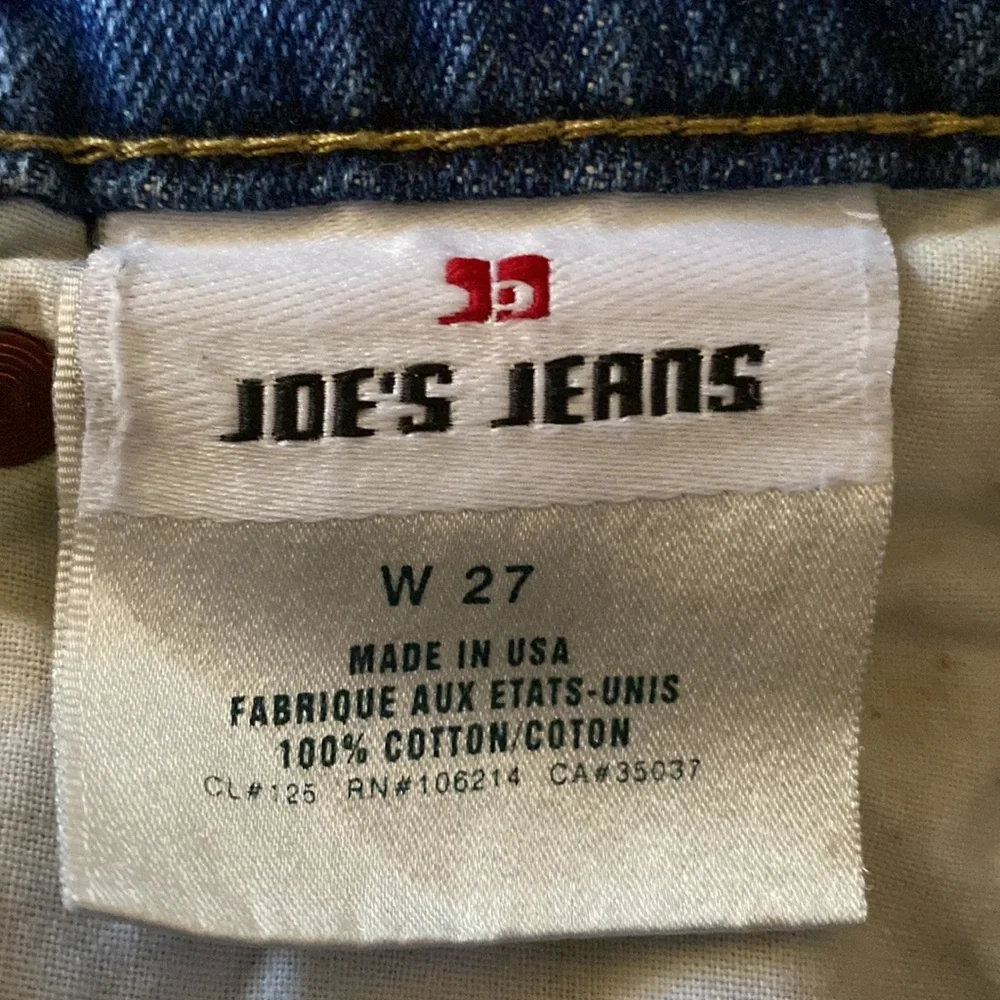 JOE'S JEANS
W 27
MADE IN USA
FABRIQUE AUX ETATS-UNIS
100% COTTON/COTON
CL#125 RN#106214 CA#35037